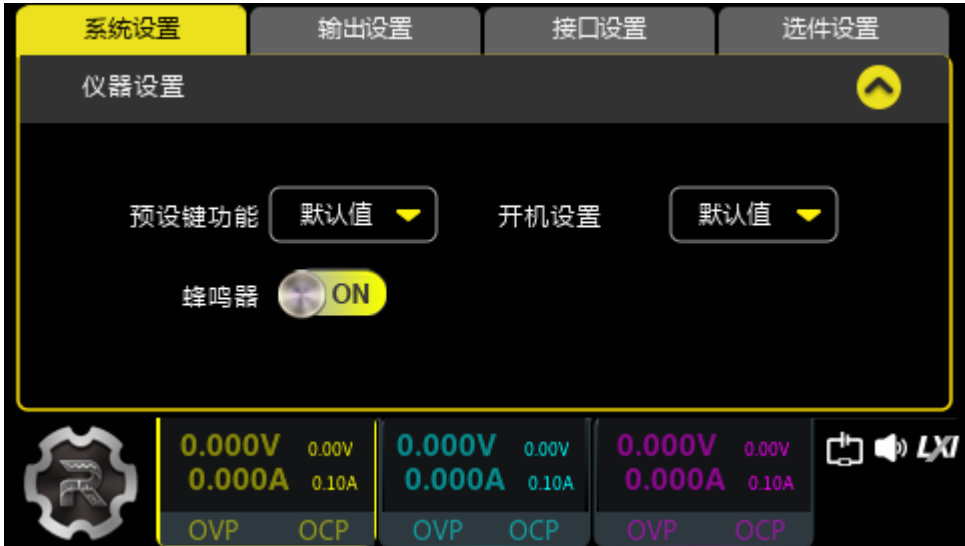 系统设置 输出设置 接口设置 选件设置
仪器设置
预设键功能 默认值 开机设置 默认值
蜂鸣器 ON
0.000V 0.00V 0.000V 0.00V 0.000V 0.00V
0.000A 0.10A 0.000A 0.10A 0.000A 0.10A
OVP OCP OVP OCP OVP OCP
LXI